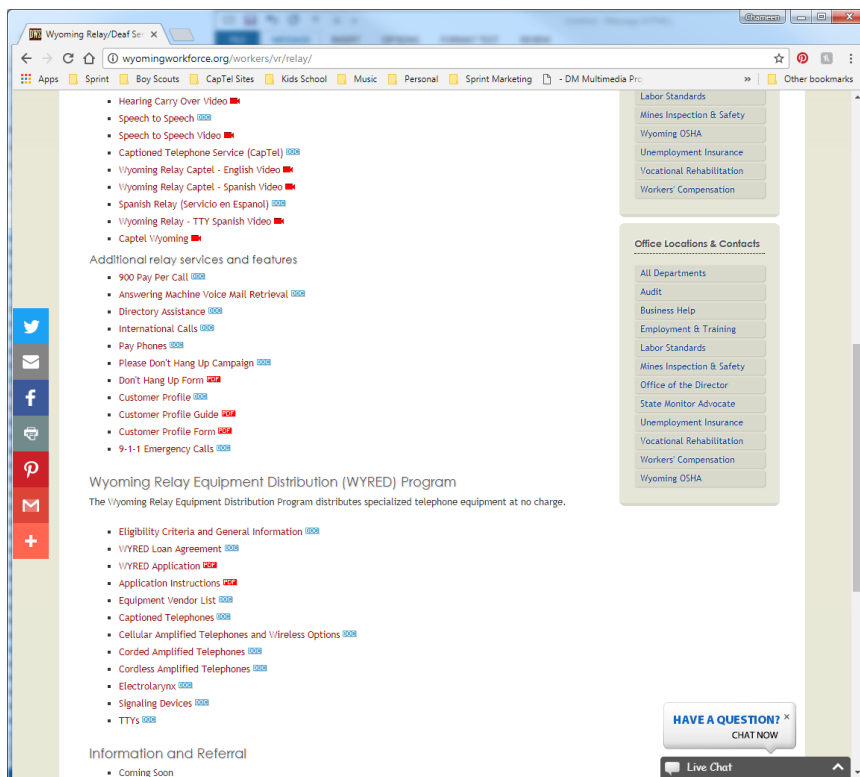 Chameen
Wyoming Relay/Deaf Ser
wyomingworkforce.org/workers/vr/relay/
Apps Sprint Boy Scouts CapTel Sites Kids School Music Personal Sprint Marketing - DM Multimedia Pro » Other bookmarks
Hearing Carry Over Video
Speech to Speech DOC
Speech to Speech Video
Captioned Telephone Service (CapTel) DOC
Wyoming Relay Captel - English Video
Wyoming Relay Captel - Spanish Video
Spanish Relay (Servicio en Espanol) DOC
Wyoming Relay - TTY Spanish Video
Captel Wyoming
Additional relay services and features
900 Pay Per Call DOC
Answering Machine Voice Mail Retrieval DOC
Directory Assistance DOC
International Calls DOC
Pay Phones DOC
Please Don't Hang Up Campaign DOC
Don't Hang Up Form PDF
Customer Profile DOC
Customer Profile Guide PDF
Customer Profile Form PDF
9-1-1 Emergency Calls DOC
Wyoming Relay Equipment Distribution (WYRED) Program
The Wyoming Relay Equipment Distribution Program distributes specialized telephone equipment at no charge.
Eligibility Criteria and General Information DOC
WYRED Loan Agreement DOC
WYRED Application PDF
Application Instructions PDF
Equipment Vendor List DOC
Captioned Telephones DOC
Cellular Amplified Telephones and Wireless Options DOC
Corded Amplified Telephones DOC
Cordless Amplified Telephones DOC
Electrolarynx DOC
Signaling Devices DOC
TTYs DOC
Information and Referral
Coming Soon
Labor Standards
Mines Inspection & Safety
Wyoming OSHA
Unemployment Insurance
Vocational Rehabilitation
Workers' Compensation
Office Locations & Contacts
All Departments
Audit
Business Help
Employment & Training
Labor Standards
Mines Inspection & Safety
Office of the Director
State Monitor Advocate
Unemployment Insurance
Vocational Rehabilitation
Workers' Compensation
Wyoming OSHA
HAVE A QUESTION?
CHAT NOW
Live Chat